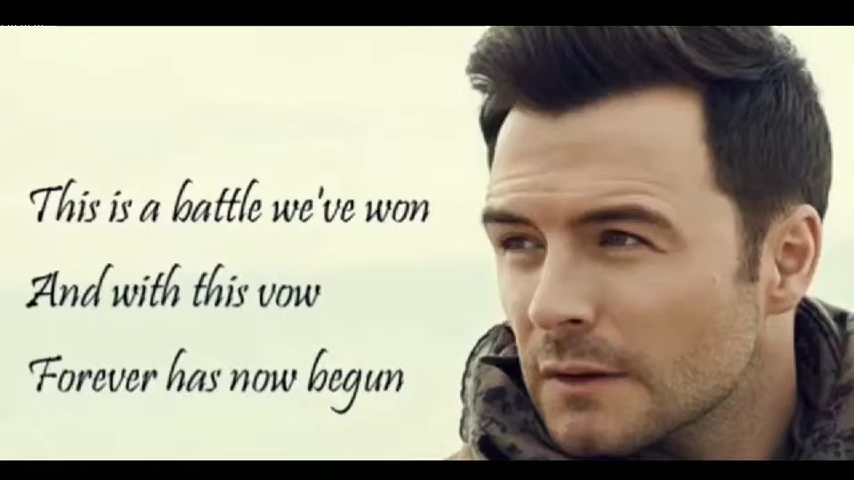 This is a battle we've won
And with this vow
Forever has now begun